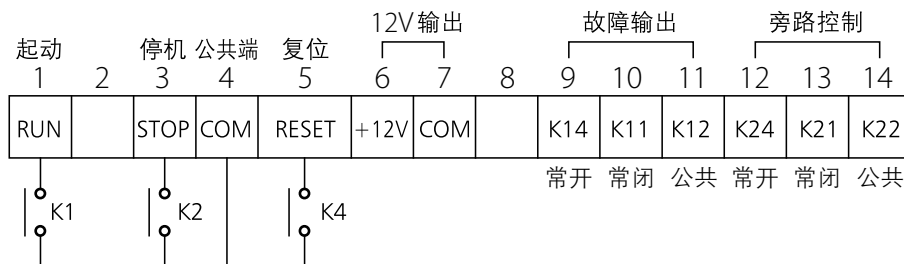 12V输出 故障输出 旁路控制
起动 停机 公共端 复位
1 2 3 4 5 6 7 8 9 10 11 12 13 14
RUN STOP COM RESET +12V COM K14 K11 K12 K24 K21 K22
常开 常闭 公共 常开 常闭 公共
K1 K2 K4